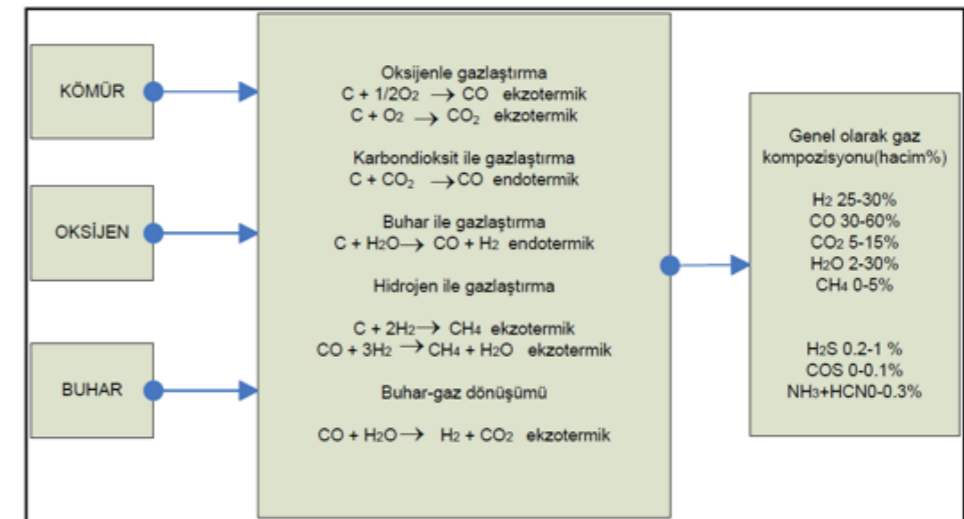 KÖMÜR
OKSİJEN
BUHAR
Oksijenle gazlaştırma
C + 1/2O₂ → CO ekzotermik
C + O₂ → CO₂ ekzotermik
Karbondioksit ile gazlaştırma
C + CO₂ →CO endotermik
Buhar ile gazlaştırma
C + H₂O→ CO + H₂ endotermik
Hidrojen ile gazlaştırma
C + 2H₂→ CH₄ ekzotermik
CO + 3H₂ →CH₄ + H₂O ekzotermik
Buhar-gaz dönüşümü
CO + H₂O→ H₂ + CO₂ ekzotermik
Genel olarak gaz
kompozisyonu(hacim%)
H₂ 25-30%
CO 30-60%
CO₂ 5-15%
H₂O 2-30%
CH₄ 0-5%
H₂S 0.2-1 %
COS 0-0.1%
NH₃+HCN0-0.3%